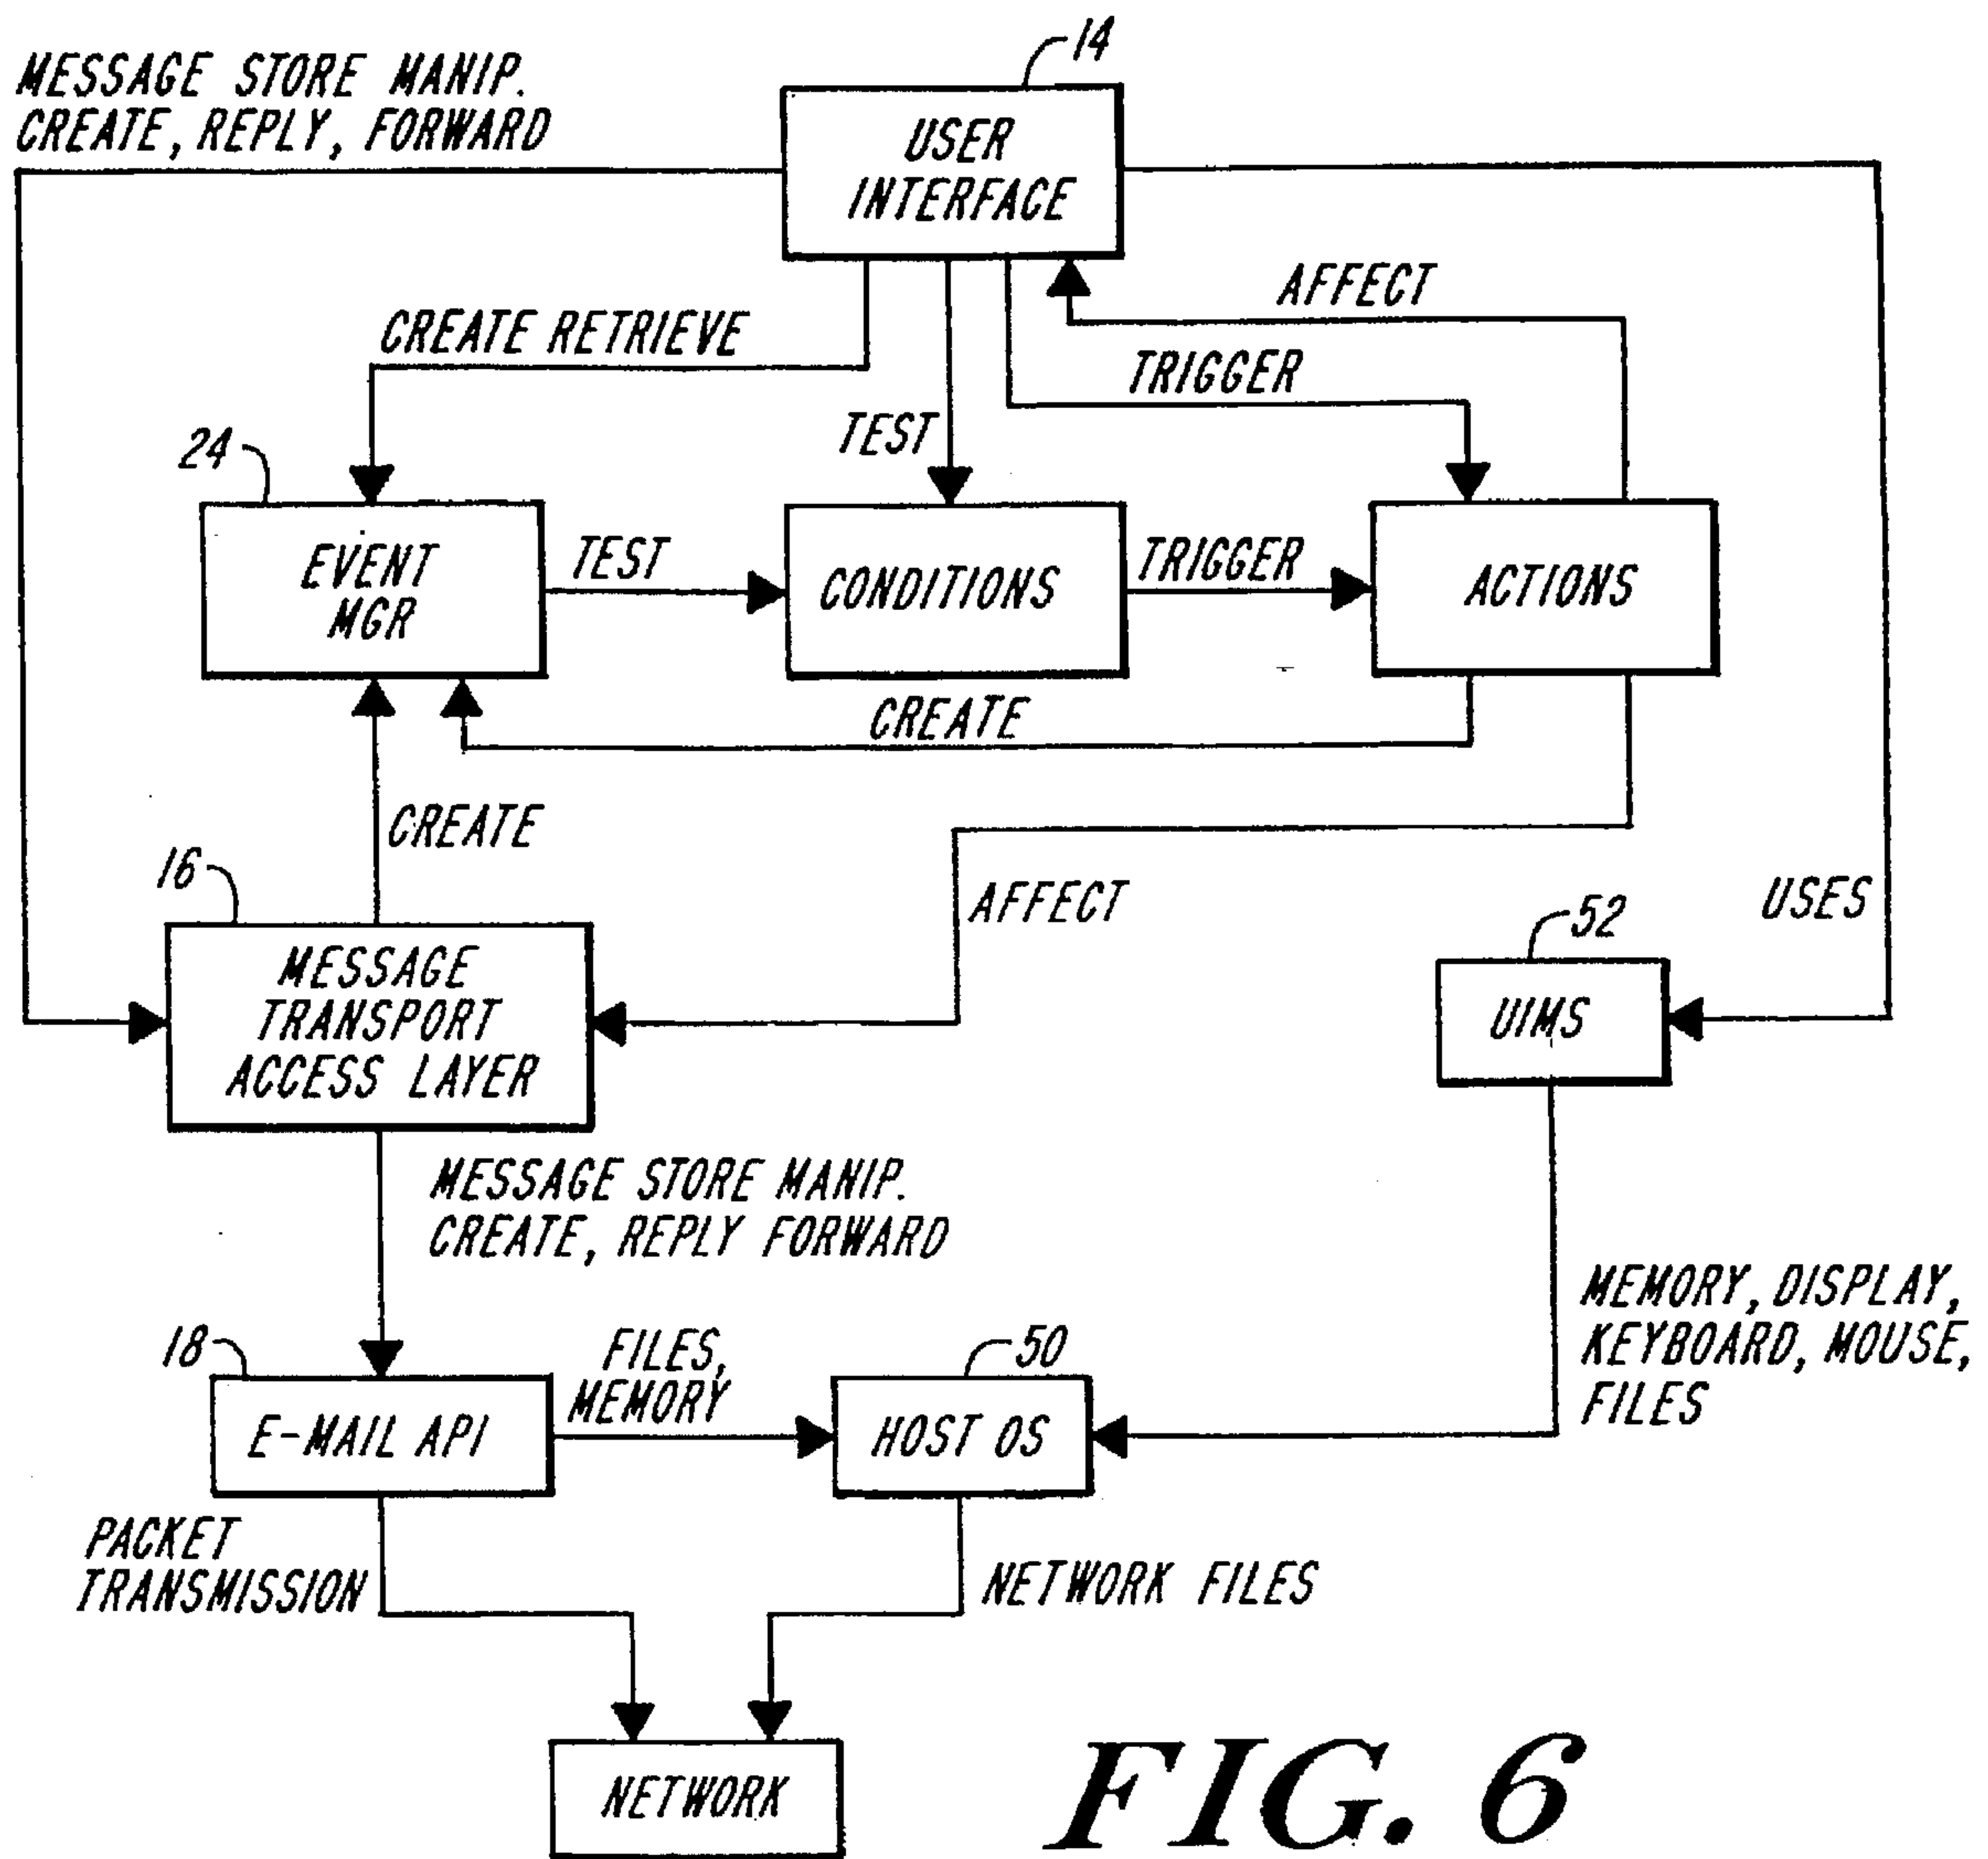 14
MESSAGE STORE MANIP.
CREATE, REPLY, FORWARD
USER
INTERFACE
AFFECT
CREATE RETRIEVE
TRIGGER
TEST
24
EVENT
MGR
TEST
CONDITIONS
TRIGGER
ACTIONS
CREATE
CREATE
16
AFFECT
USES
MESSAGE
TRANSPORT
ACCESS LAYER
52
UIMS
MESSAGE STORE MANIP.
CREATE, REPLY FORWARD
MEMORY, DISPLAY,
KEYBOARD, MOUSE,
FILES
18
FILES,
MEMORY
50
E-MAIL API
HOST OS
PACKET
TRANSMISSION
NETWORK FILES
NETWORK
FIG. 6